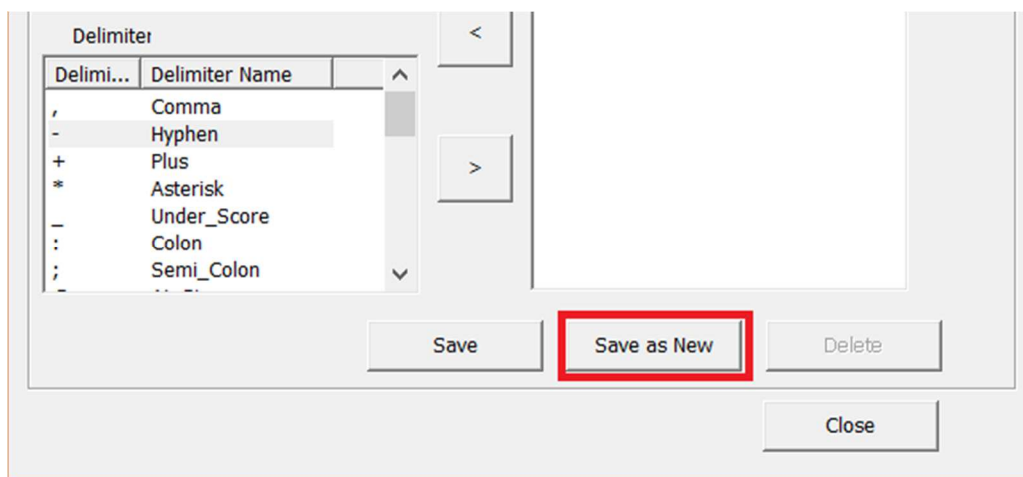 Delimiter
<
Delimi... Delimiter Name
, Comma
- Hyphen
+ Plus
>
* Asterisk
_ Under_Score
: Colon
; Semi_Colon
Save Save as New Delete
Close